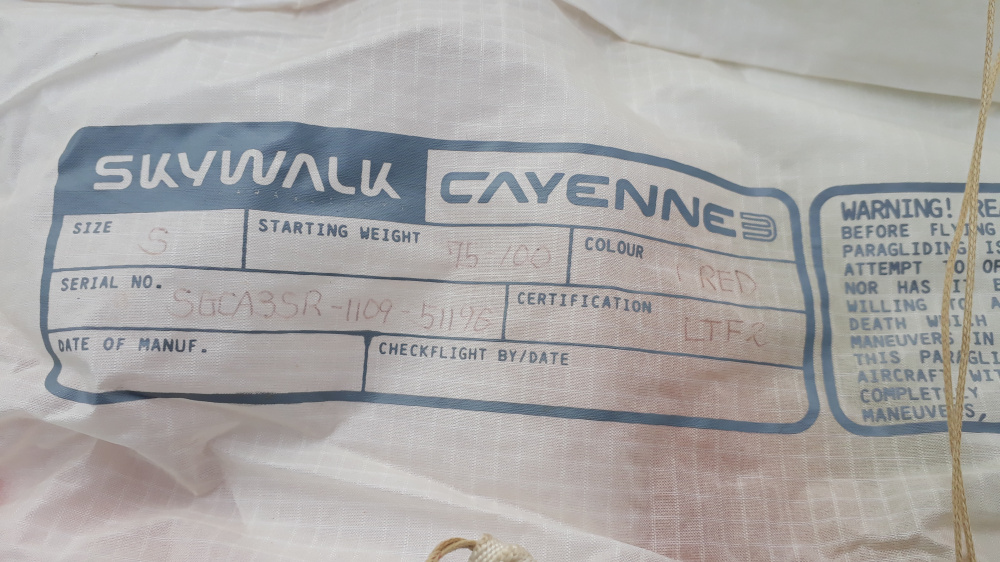 SKYWALK CAYENNE3
SIZE S STARTING WEIGHT 75 100 COLOUR RED
SERIAL NO. SGCA3SR-1109-51196 CERTIFICATION LTF2
DATE OF MANUF. CHECKFLIGHT BY/DATE
WARNING!
BEFORE FLYING
PARAGLIDING
ATTEMPT TO
NOR HAS IT
WILLING TO
DEATH WHICH
MANEUVERS IN
THIS
AIRCRAFT
COMPLETELY
MANEUVERS,